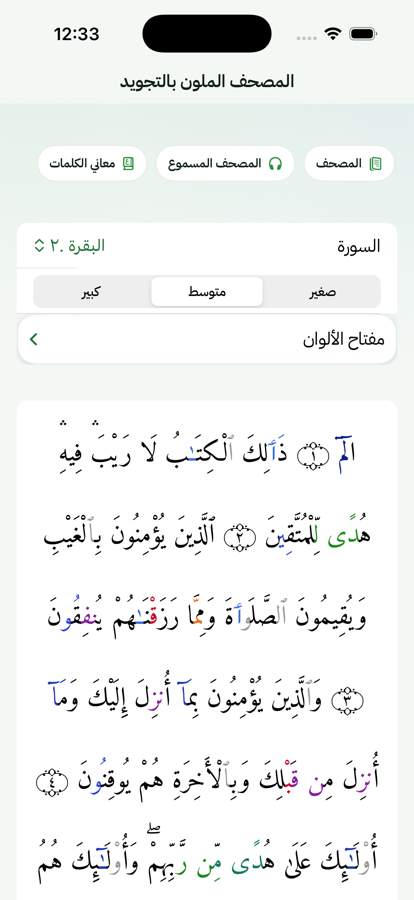 12:33
المصحف الملون بالتجويد
المصحف
المصحف المسموع
معاني الكلمات
السورة
البقرة .٢
صغير
متوسط
كبير
مفتاح الألوان
الٓمٓ ۝١ ذَٰلِكَ ٱلْكِتَـٰبُ لَا رَيْبَ ۛ فِيهِ ۛ
هُدًى لِّلْمُتَّقِينَ ۝٢ ٱلَّذِينَ يُؤْمِنُونَ بِٱلْغَيْبِ
وَيُقِيمُونَ ٱلصَّلَوٰةَ وَمِمَّا رَزَقْنَـٰهُمْ يُنفِقُونَ
۝٣ وَٱلَّذِينَ يُؤْمِنُونَ بِمَآ أُنزِلَ إِلَيْكَ وَمَآ
أُنزِلَ مِن قَبْلِكَ وَبِٱلْأَخِرَةِ هُمْ يُوقِنُونَ ۝٤
أُو۟لَـٰٓئِكَ عَلَىٰ هُدًى مِّن رَّبِّهِمْ ۖ وَأُو۟لَـٰٓئِكَ هُمُ